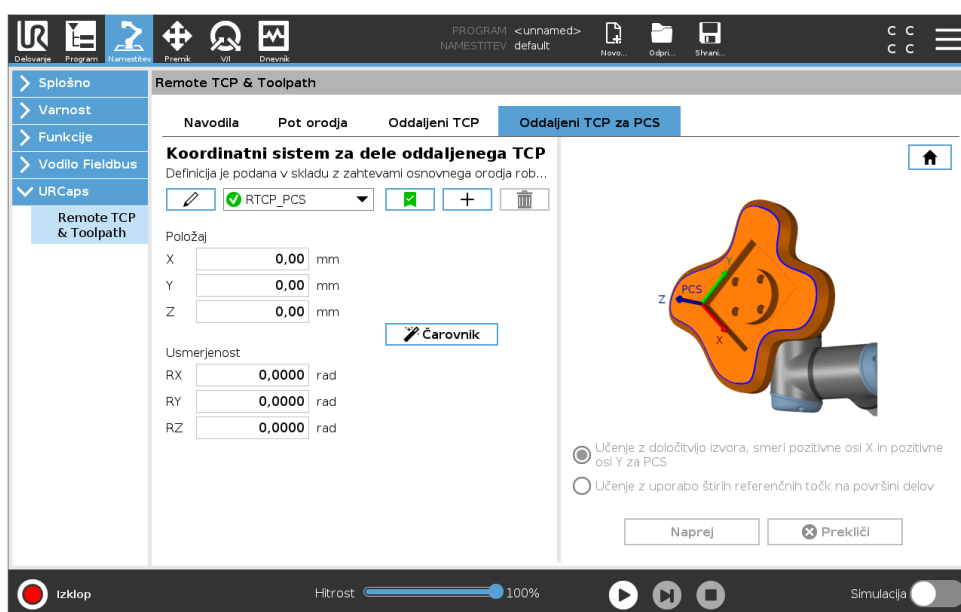 PROGRAM <unnamed>
NAMESTITEV default
C C
C C
Delovanje Program Namestitev Premik V/I Dnevnik Novo... Odpri... Shrani...
Splošno
Varnost
Funkcije
Vodilo Fieldbus
URCaps
Remote TCP
& Toolpath
Remote TCP & Toolpath
Navodila Pot orodja Oddaljeni TCP Oddaljeni TCP za PCS
Koordinatni sistem za dele oddaljenega TCP
Definicija je podana v skladu z zahtevami osnovnega orodja rob...
RTCP_PCS
Položaj
X 0,00 mm
Y 0,00 mm
Z 0,00 mm
Čarovnik
Usmerjenost
RX 0,0000 rad
RY 0,0000 rad
RZ 0,0000 rad
Y
PCS
Z
X
Učenje z določitvijo izvora, smeri pozitivne osi X in pozitivne
osi Y za PCS
Učenje z uporabo štirih referenčnih točk na površini delov
Naprej Prekliči
Izklop Hitrost 100% Simulacija